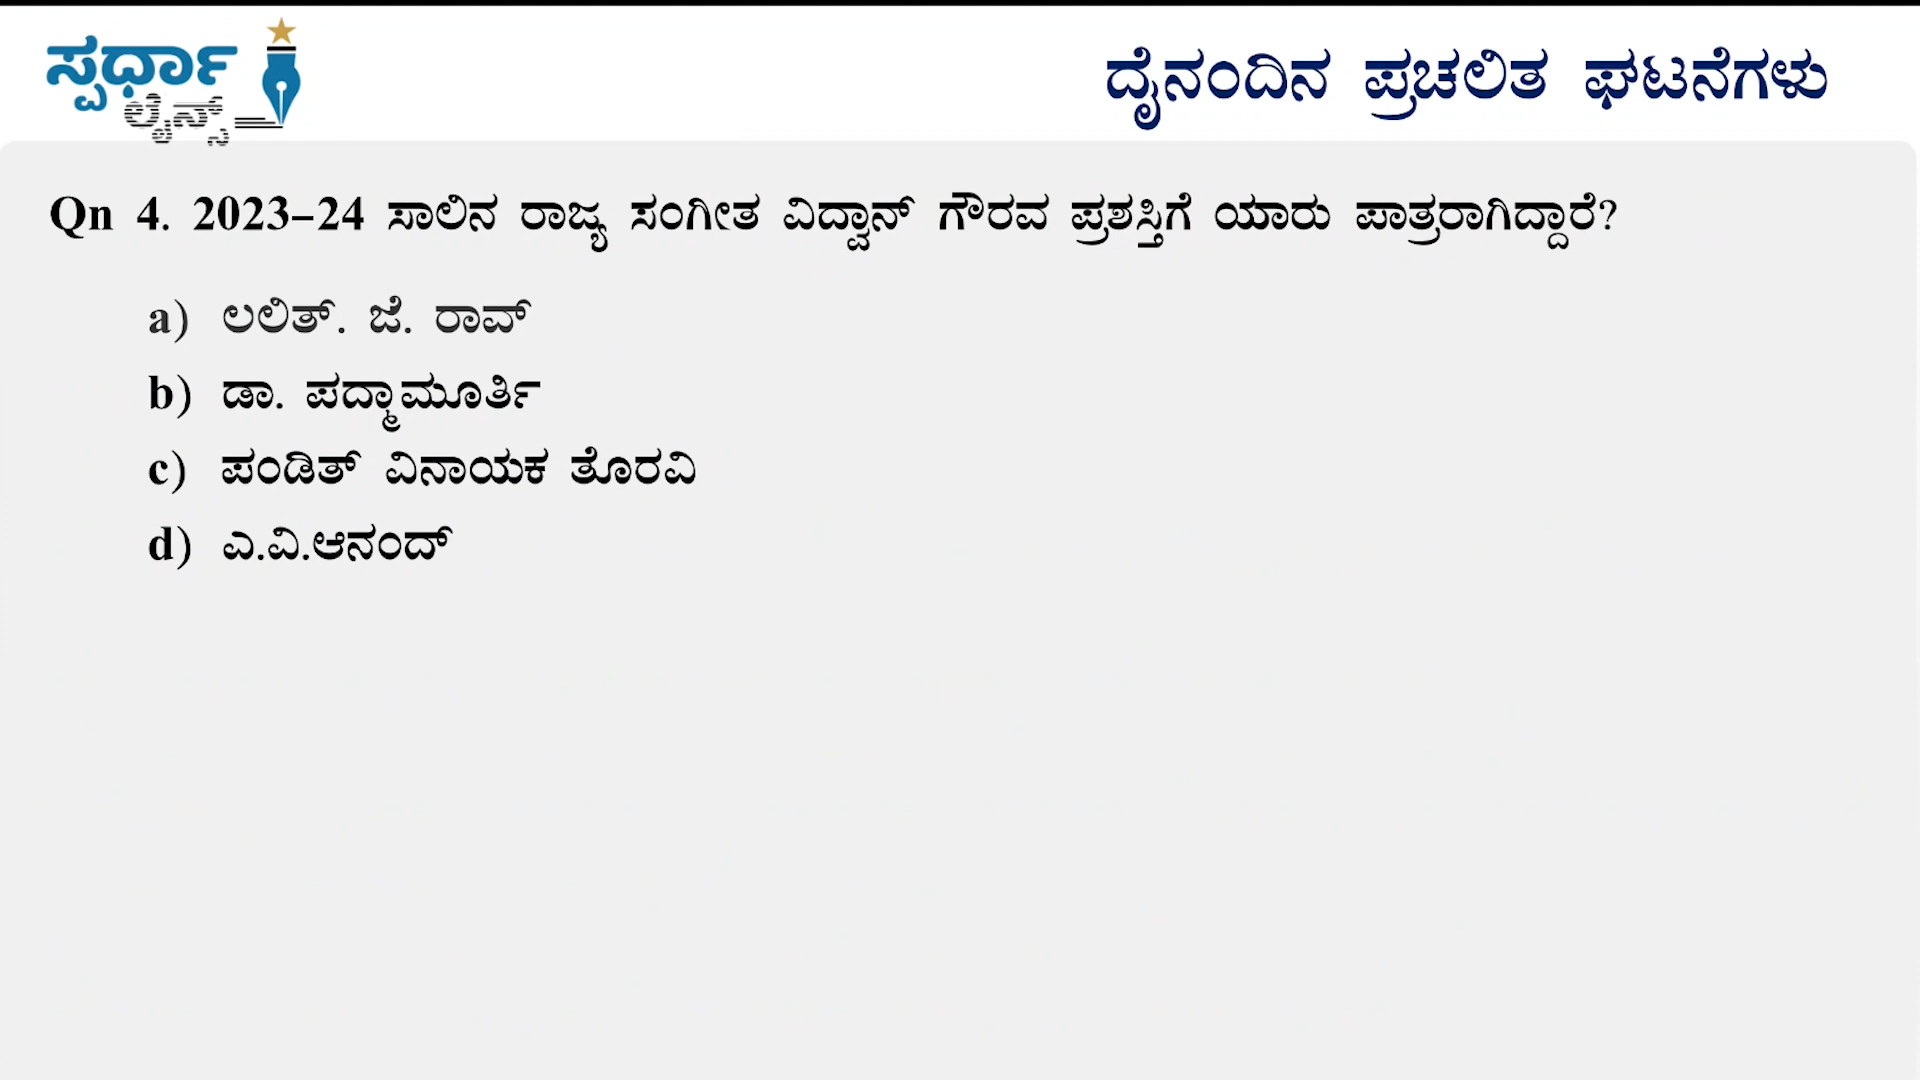 ಸ್ಪರ್ಧಾ
ಲೈನ್ಸ್
ದೈನಂದಿನ ಪ್ರಚಲಿತ ಘಟನೆಗಳು
Qn 4. 2023-24 ಸಾಲಿನ ರಾಜ್ಯ ಸಂಗೀತ ವಿದ್ವಾನ್ ಗೌರವ ಪ್ರಶಸ್ತಿಗೆ ಯಾರು ಪಾತ್ರರಾಗಿದ್ದಾರೆ?
a) ಲಲಿತ್. ಜೆ. ರಾವ್
b) ಡಾ. ಪದ್ಮಾಮೂರ್ತಿ
c) ಪಂಡಿತ್ ವಿನಾಯಕ ತೊರವಿ
d) ಎ.ವಿ.ಆನಂದ್